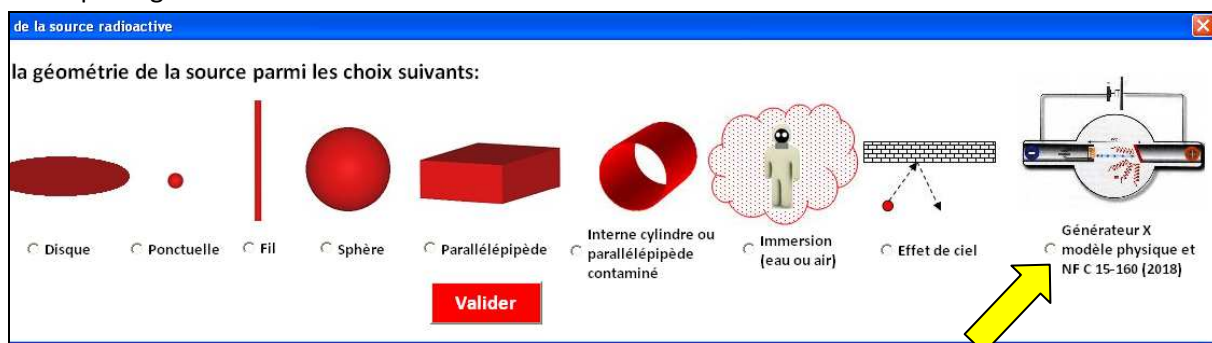 de la source radioactive
la géométrie de la source parmi les choix suivants:
Disque
Ponctuelle
Fil
Sphère
Parallélépipède
Interne cylindre ou
parallélépipède
contaminé
Immersion
(eau ou air)
Effet de ciel
Générateur X
modèle physique et
NF C 15-160 (2018)
Valider